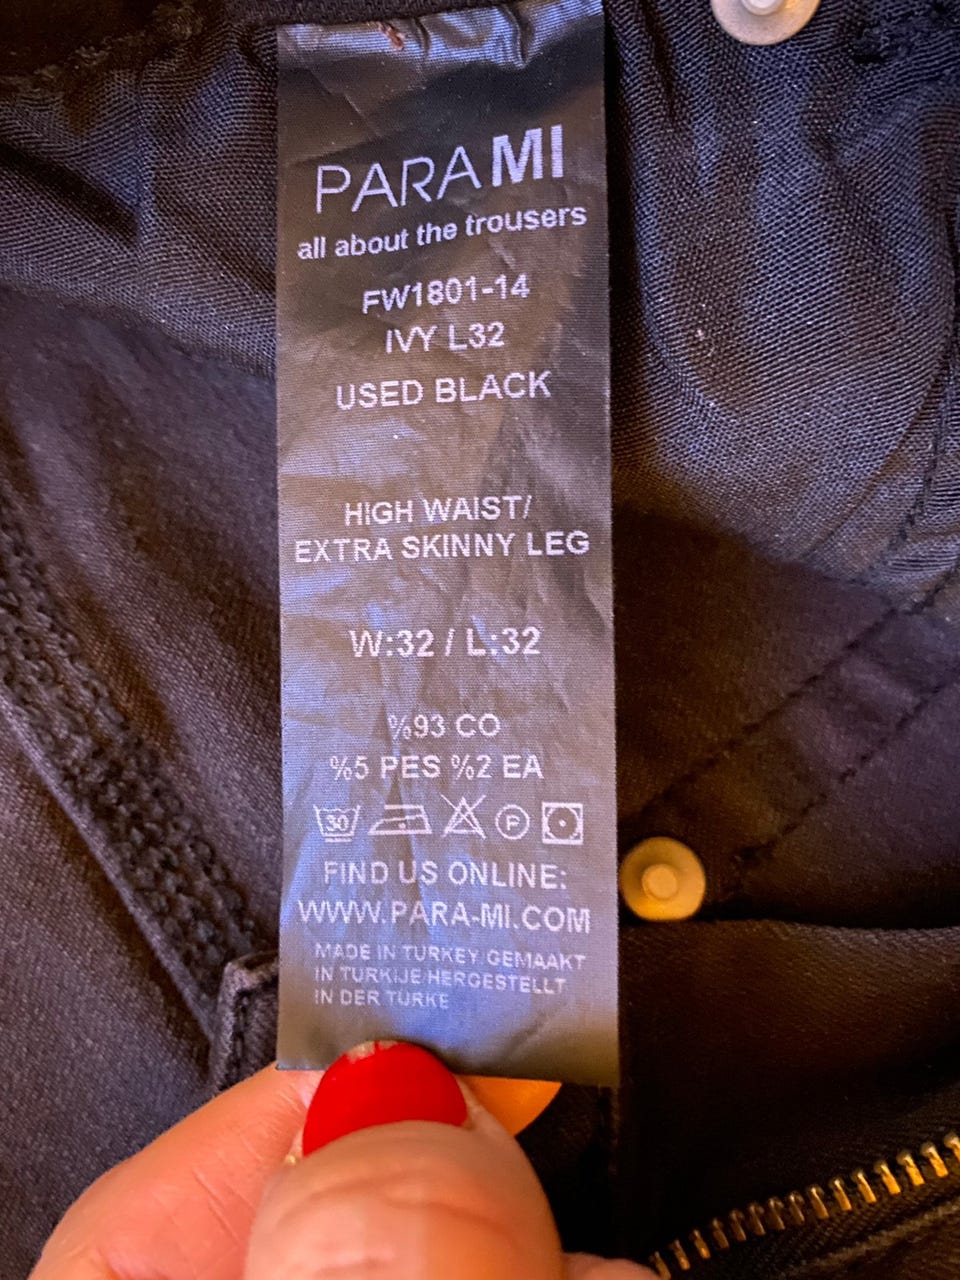 PARA MI
all about the trousers
FW1801-14
IVY L32
USED BLACK
HIGH WAIST/
EXTRA SKINNY LEG
W:32 / L:32
%93 CO
%5 PES %2 EA
30 P
FIND US ONLINE:
WWW.PARA-MI.COM
MADE IN TURKEY GEMAAKT
IN TURKIJE HERGESTELLT
IN DER TÜRKE